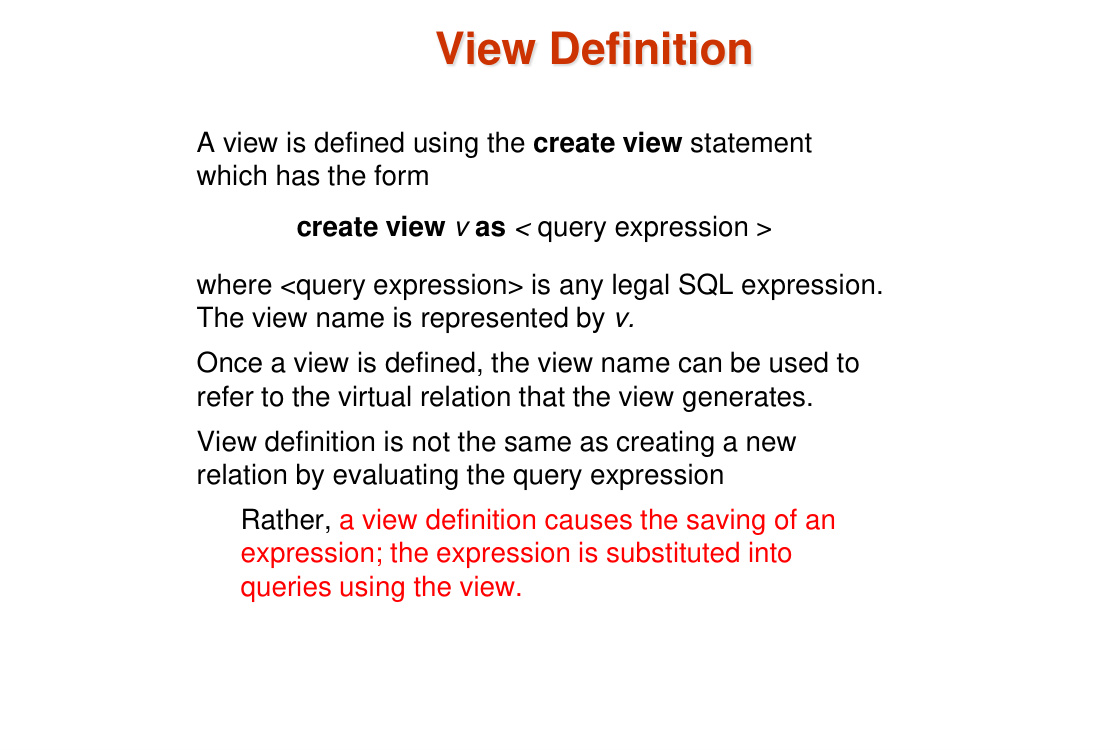 View Definition
A view is defined using the create view statement
which has the form
create view v as < query expression >
where <query expression> is any legal SQL expression.
The view name is represented by v.
Once a view is defined, the view name can be used to
refer to the virtual relation that the view generates.
View definition is not the same as creating a new
relation by evaluating the query expression
Rather, a view definition causes the saving of an
expression; the expression is substituted into
queries using the view.